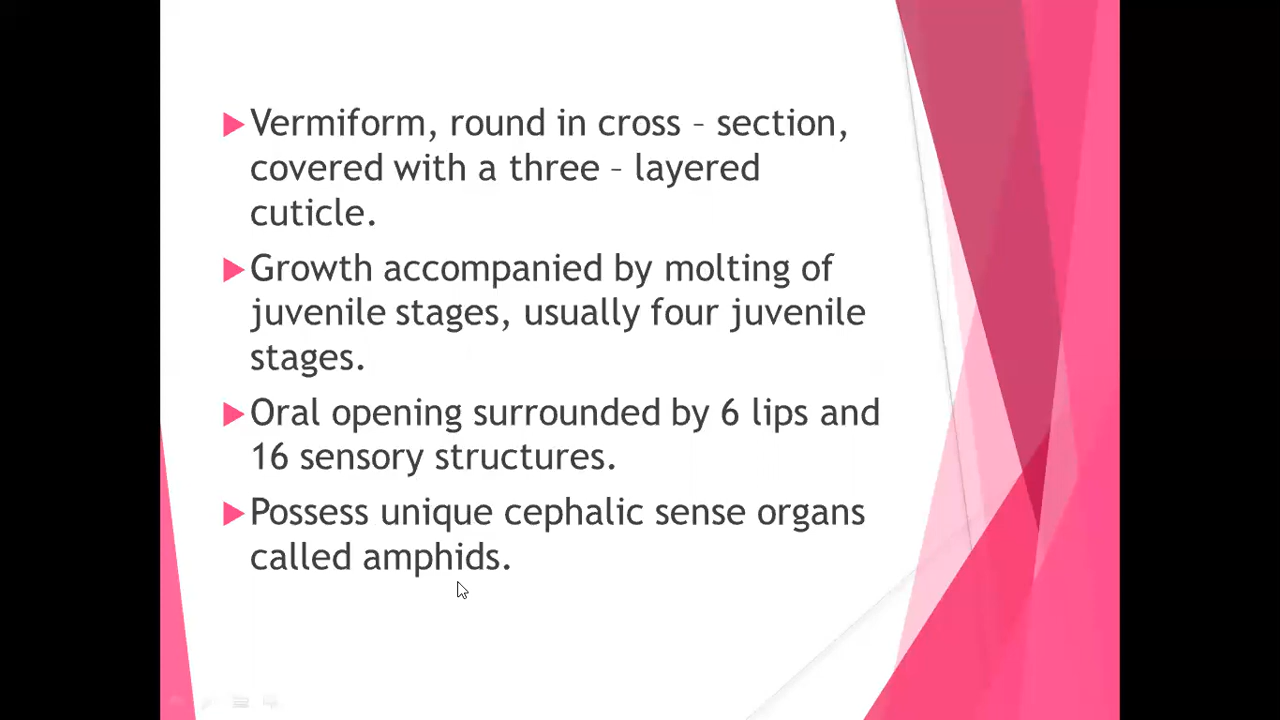 Vermiform, round in cross – section,
covered with a three – layered
cuticle.
Growth accompanied by molting of
juvenile stages, usually four juvenile
stages.
Oral opening surrounded by 6 lips and
16 sensory structures.
Possess unique cephalic sense organs
called amphids.